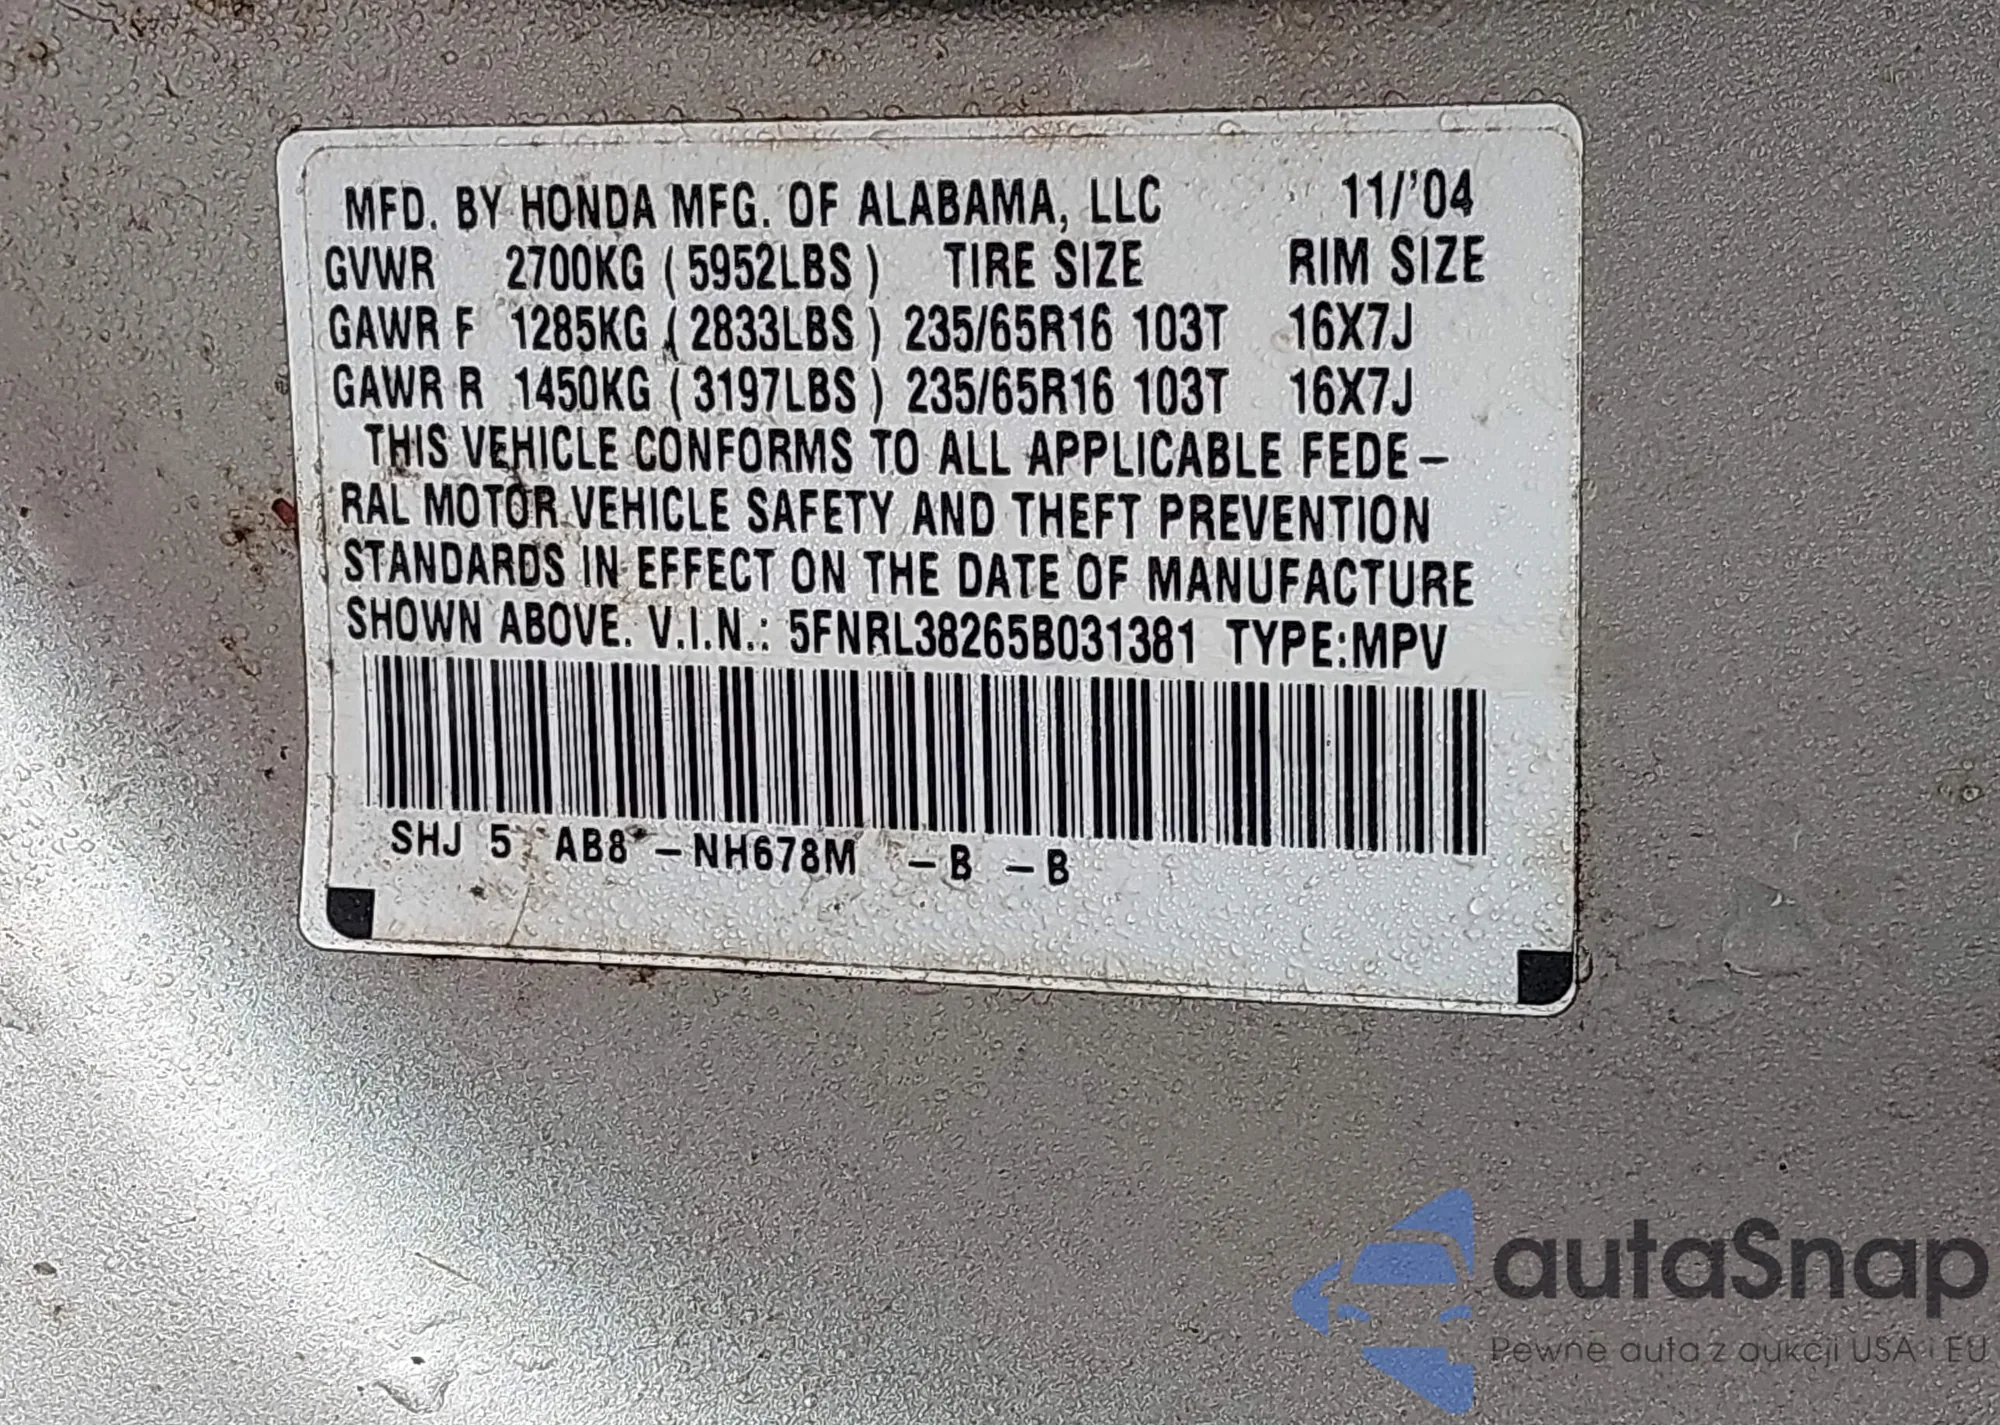 MFD. BY HONDA MFG. OF ALABAMA, LLC 11/'04
GVWR 2700KG ( 5952LBS ) TIRE SIZE RIM SIZE
GAWR F 1285KG ( 2833LBS ) 235/65R16 103T 16X7J
GAWR R 1450KG ( 3197LBS ) 235/65R16 103T 16X7J
THIS VEHICLE CONFORMS TO ALL APPLICABLE FEDE-
RAL MOTOR VEHICLE SAFETY AND THEFT PREVENTION
STANDARDS IN EFFECT ON THE DATE OF MANUFACTURE
SHOWN ABOVE. V.I.N.: 5FNRL38265B031381 TYPE:MPV
SHJ 5 AB8 -NH678M -B -B
autaSnap
Pewne auta z aukcji USA i EU